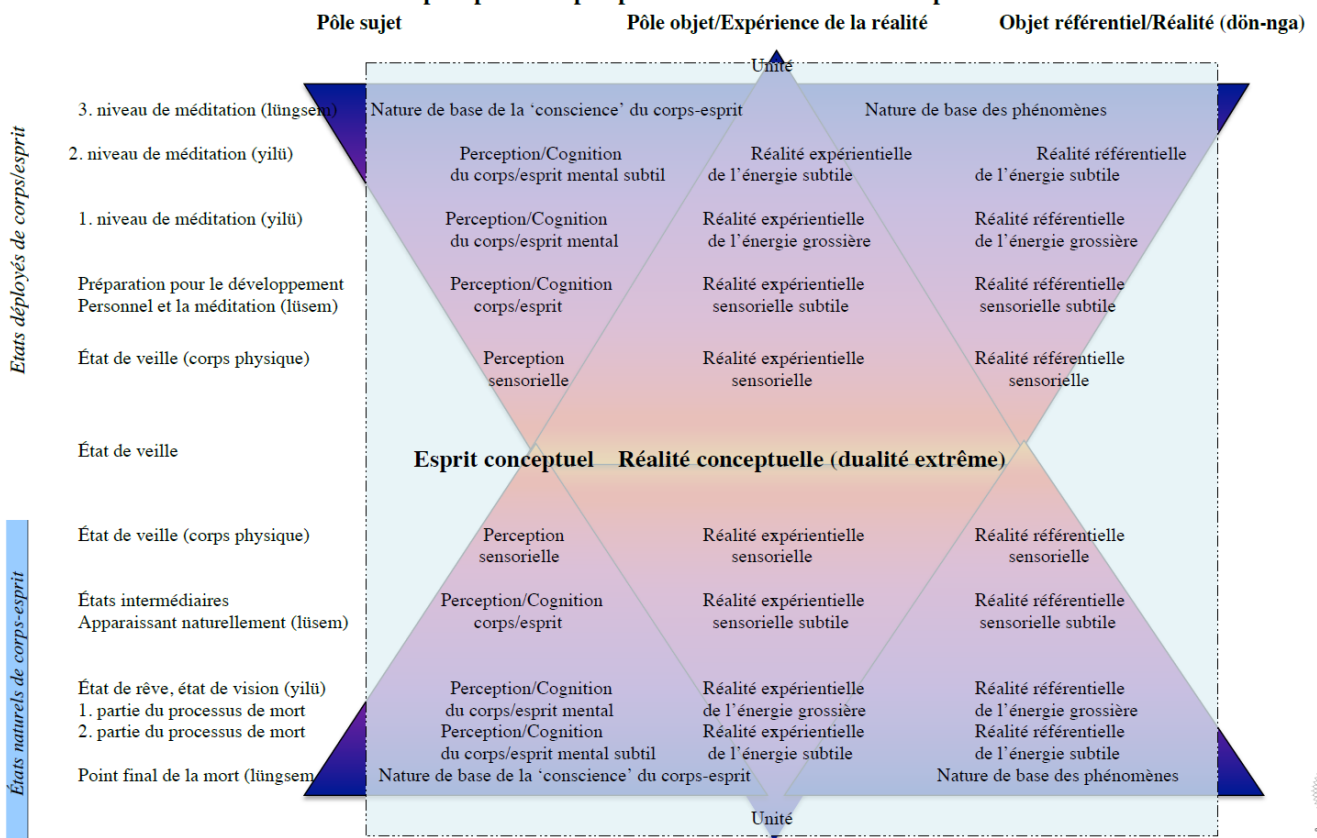 Pôle sujet
Pôle objet/Expérience de la réalité
Objet référentiel/Réalité (dön-nga)
Unité
Etats déployés de corps/esprit
3. niveau de méditation (lüngsem)
Nature de base de la ‘conscience’ du corps-esprit
Nature de base des phénomènes
2. niveau de méditation (yilü)
Perception/Cognition
du corps/esprit mental subtil
Réalité expérientielle
de l’énergie subtile
Réalité référentielle
de l’énergie subtile
1. niveau de méditation (yilü)
Perception/Cognition
du corps/esprit mental
Réalité expérientielle
de l’énergie grossière
Réalité référentielle
de l’énergie grossière
Préparation pour le développement
Personnel et la méditation (lüsem)
Perception/Cognition
corps/esprit
Réalité expérientielle
sensorielle subtile
Réalité référentielle
sensorielle subtile
État de veille (corps physique)
Perception
sensorielle
Réalité expérientielle
sensorielle
Réalité référentielle
sensorielle
État de veille
Esprit conceptuel
Réalité conceptuelle (dualité extrême)
États naturels de corps-esprit
État de veille (corps physique)
Perception
sensorielle
Réalité expérientielle
sensorielle
Réalité référentielle
sensorielle
États intermédiaires
Apparaissant naturellement (lüsem)
Perception/Cognition
corps/esprit
Réalité expérientielle
sensorielle subtile
Réalité référentielle
sensorielle subtile
État de rêve, état de vision (yilü)
1. partie du processus de mort
Perception/Cognition
du corps/esprit mental
Réalité expérientielle
de l’énergie grossière
Réalité référentielle
de l’énergie grossière
2. partie du processus de mort
Perception/Cognition
du corps/esprit mental subtil
Réalité expérientielle
de l’énergie subtile
Réalité référentielle
de l’énergie subtile
Point final de la mort (lüngsem
Nature de base de la ‘conscience’ du corps-esprit
Nature de base des phénomènes
Unité